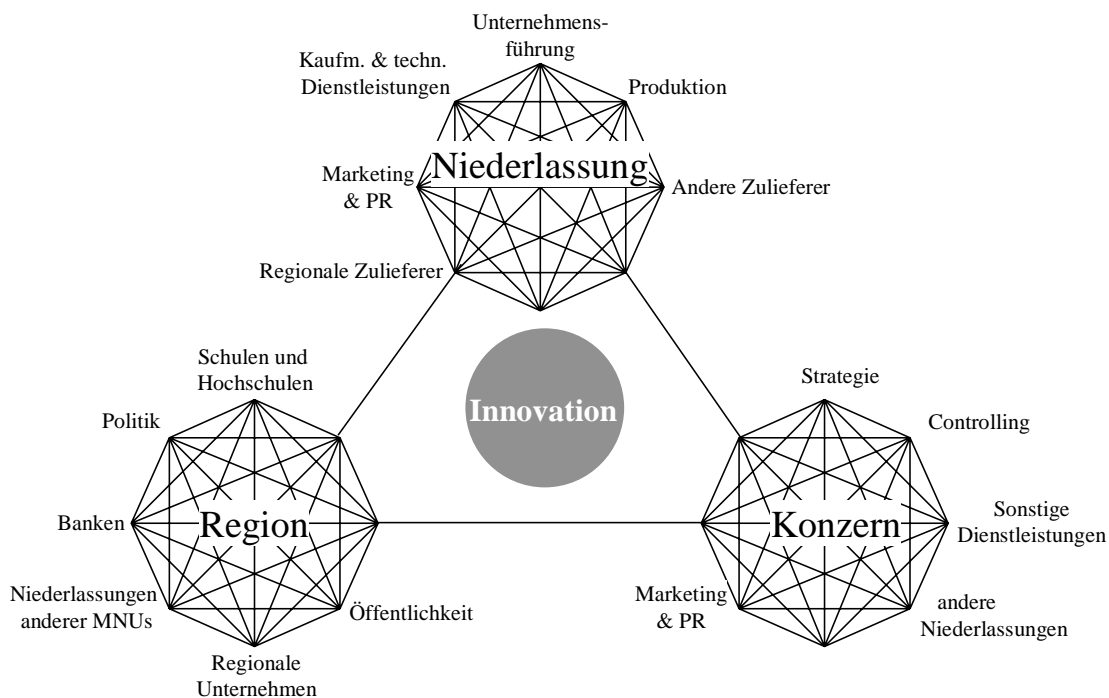 Unternehmens-
führung
Kaufm. & techn.
Dienstleistungen
Produktion
Niederlassung
Marketing
& PR
Andere Zulieferer
Regionale Zulieferer
Innovation
Schulen und
Hochschulen
Politik
Banken
Region
Niederlassungen
anderer MNUs
Öffentlichkeit
Regionale
Unternehmen
Strategie
Controlling
Konzern
Sonstige
Dienstleistungen
Marketing
& PR
andere
Niederlassungen